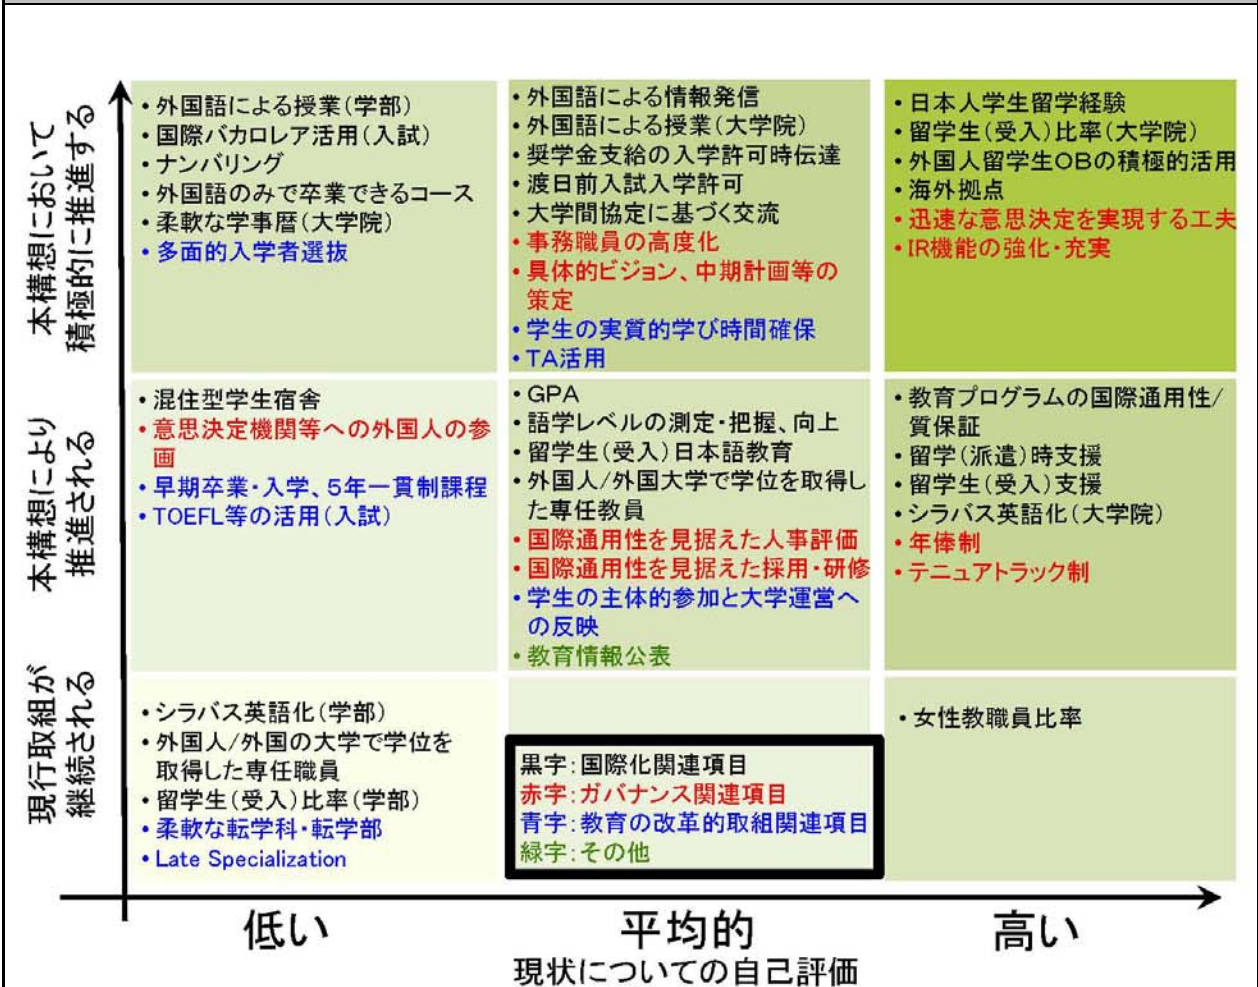 本構想において
積極的に推進する
・外国語による授業(学部)
・国際バカロレア活用(入試)
・ナンバリング
・外国語のみで卒業できるコース
・柔軟な学事暦(大学院)
・多面的入学者選抜
・外国語による情報発信
・外国語による授業(大学院)
・奨学金支給の入学許可時伝達
・渡日前入試入学許可
・大学間協定に基づく交流
・事務職員の高度化
・具体的ビジョン、中期計画等の
策定
・学生の実質的学び時間確保
・TA活用
・日本人学生留学経験
・留学生(受入)比率(大学院)
・外国人留学生OBの積極的活用
・海外拠点
・迅速な意思決定を実現する工夫
・IR機能の強化・充実
本構想により
推進される
・混住型学生宿舎
・意思決定機関等への外国人の参
画
・早期卒業・入学、5年一貫制課程
・TOEFL等の活用(入試)
・GPA
・語学レベルの測定・把握、向上
・留学生(受入)日本語教育
・外国人/外国大学で学位を取得し
た専任教員
・国際通用性を見据えた人事評価
・国際通用性を見据えた採用・研修
・学生の主体的参加と大学運営へ
の反映
・教育情報公表
・教育プログラムの国際通用性/
質保証
・留学(派遣)時支援
・留学生(受入)支援
・シラバス英語化(大学院)
・年俸制
・テニュアトラック制
現行取組が
継続される
・シラバス英語化(学部)
・外国人/外国の大学で学位を
取得した専任職員
・留学生(受入)比率(学部)
・柔軟な転学科・転学部
・Late Specialization
黒字:国際化関連項目
赤字:ガバナンス関連項目
青字:教育の改革的取組関連項目
緑字:その他
・女性教職員比率
低い
平均的
高い
現状についての自己評価